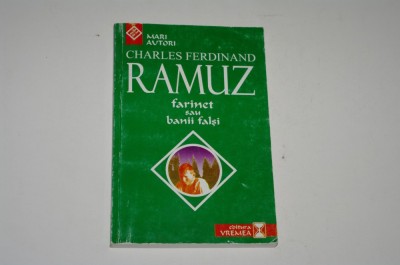 MARI
AUTORI
CHARLES FERDINAND
RAMUZ
farinet
sau
banii falşi
editura
VREMEA